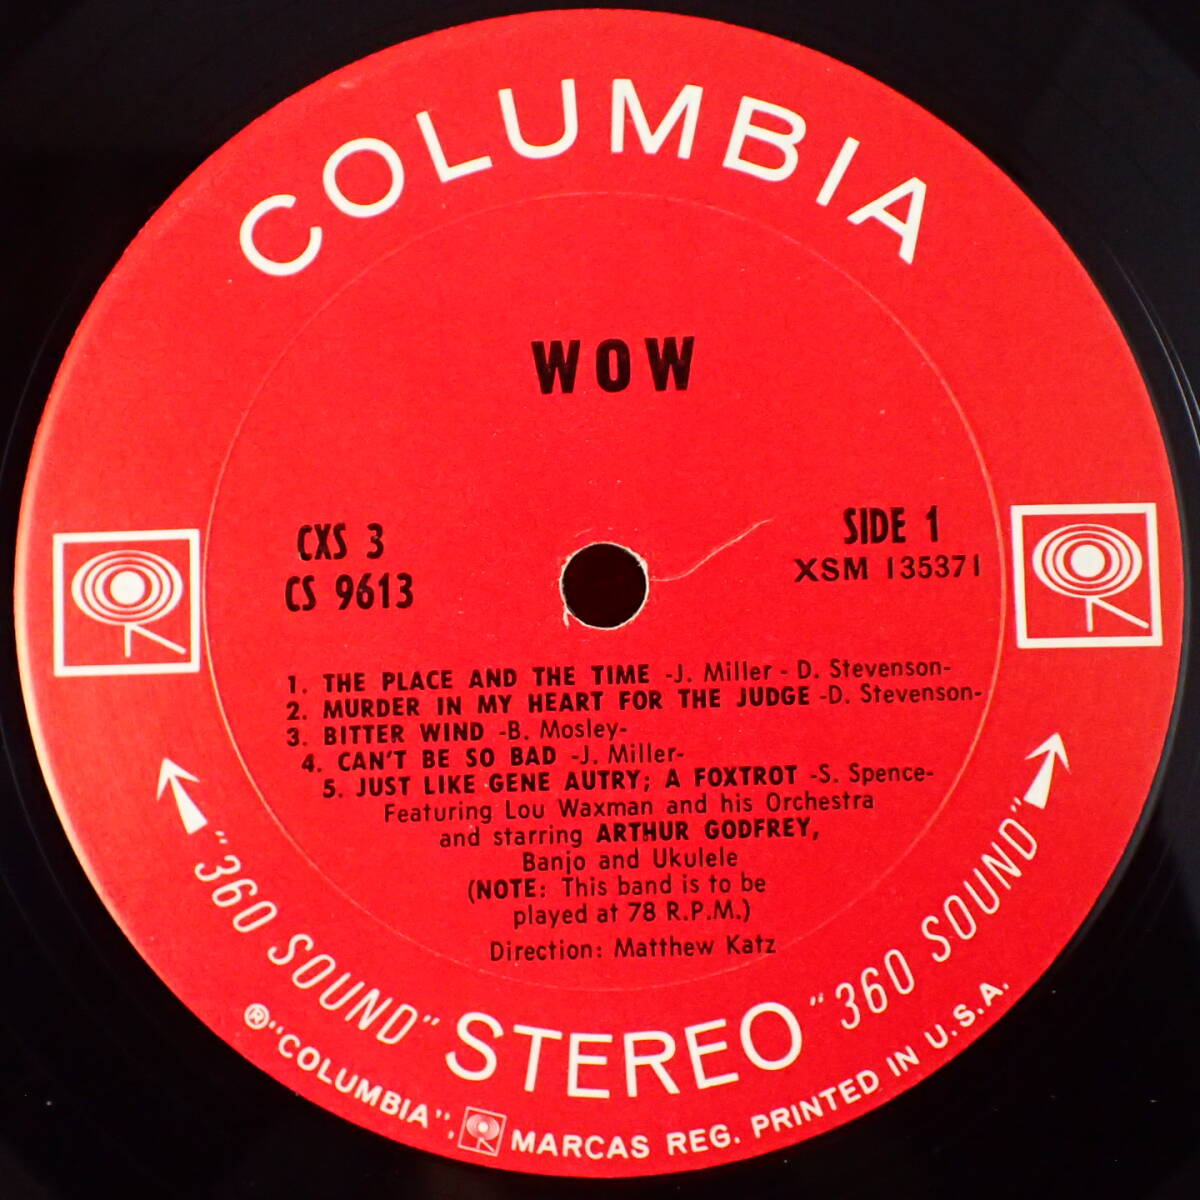 COLUMBIA
WOW
CXS 3
CS 9613
SIDE 1
XSM 135371
1. THE PLACE AND THE TIME -J. Miller - D. Stevenson-
2. MURDER IN MY HEART FOR THE JUDGE -D. Stevenson-
3. BITTER WIND -B. Mosley-
4. CAN'T BE SO BAD -J. Miller-
5. JUST LIKE GENE AUTRY; A FOXTROT -S. Spence-
Featuring Lou Waxman and his Orchestra
and starring ARTHUR GODFREY,
Banjo and Ukulele
(NOTE: This band is to be
played at 78 R.P.M.)
Direction: Matthew Katz
"360 SOUND" STEREO "360 SOUND"
®"COLUMBIA", MARCAS REG. PRINTED IN U.S.A.